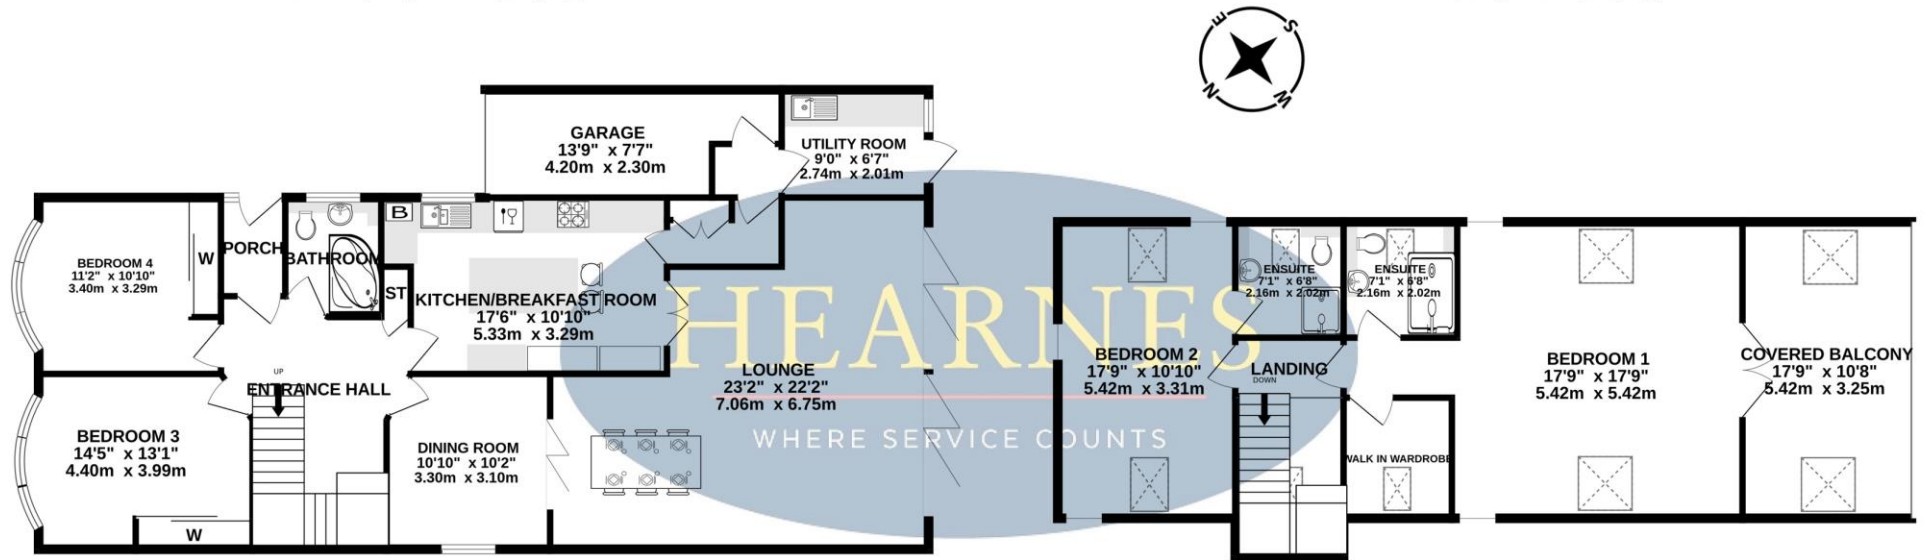 E
S
N
W
GARAGE
13'9" x 7'7"
4.20m x 2.30m
UTILITY ROOM
9'0" x 6'7"
2.74m x 2.01m
BEDROOM 4
11'2" x 10'10"
3.40m x 3.29m
W
PORCH
BATHROOM
B
ST
KITCHEN/BREAKFAST ROOM
17'6" x 10'10"
5.33m x 3.29m
LOUNGE
23'2" x 22'2"
7.06m x 6.75m
UP
ENTRANCE HALL
BEDROOM 3
14'5" x 13'1"
4.40m x 3.99m
W
DINING ROOM
10'10" x 10'2"
3.30m x 3.10m
HEARNES
WHERE SERVICE COUNTS
ENSUITE
7'1" x 6'8"
2.16m x 2.02m
ENSUITE
7'1" x 6'8"
2.16m x 2.02m
BEDROOM 2
17'9" x 10'10"
5.42m x 3.31m
LANDING
DOWN
WALK IN WARDROBE
BEDROOM 1
17'9" x 17'9"
5.42m x 5.42m
COVERED BALCONY
17'9" x 10'8"
5.42m x 3.25m